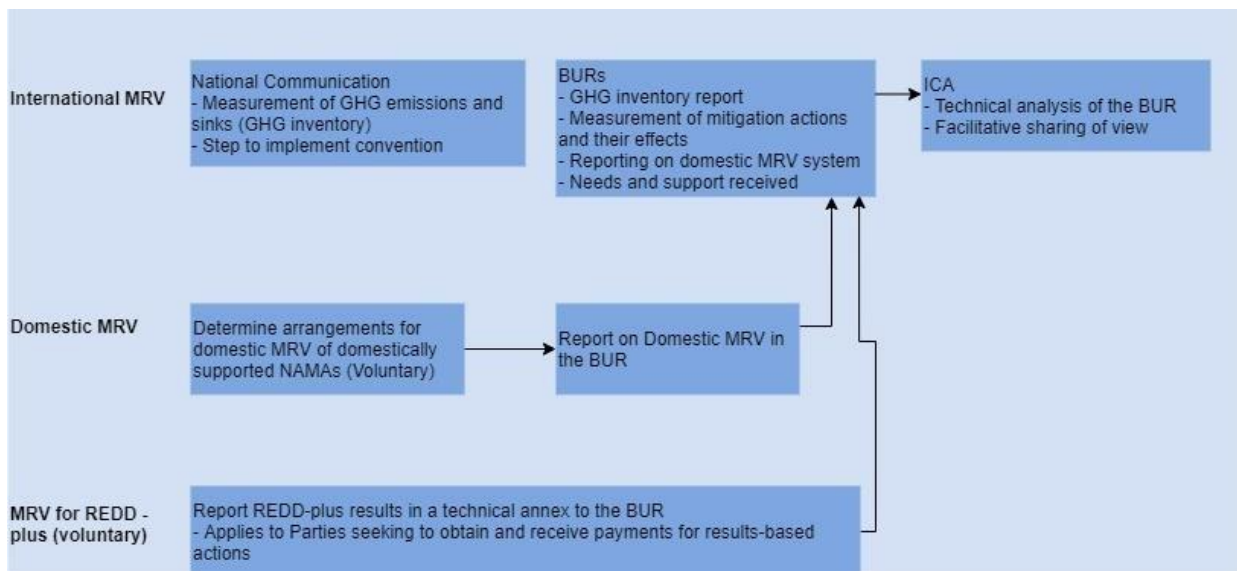 International MRV
National Communication
- Measurement of GHG emissions and
sinks (GHG inventory)
- Step to implement convention
BURs
- GHG inventory report
- Measurement of mitigation actions
and their effects
- Reporting on domestic MRV system
- Needs and support received
ICA
- Technical analysis of the BUR
- Facilitative sharing of view
Domestic MRV
Determine arrangements for
domestic MRV of domestically
supported NAMAs (Voluntary)
Report on Domestic MRV in
the BUR
MRV for REDD -
plus (voluntary)
Report REDD-plus results in a technical annex to the BUR
- Applies to Parties seeking to obtain and receive payments for results-based
actions